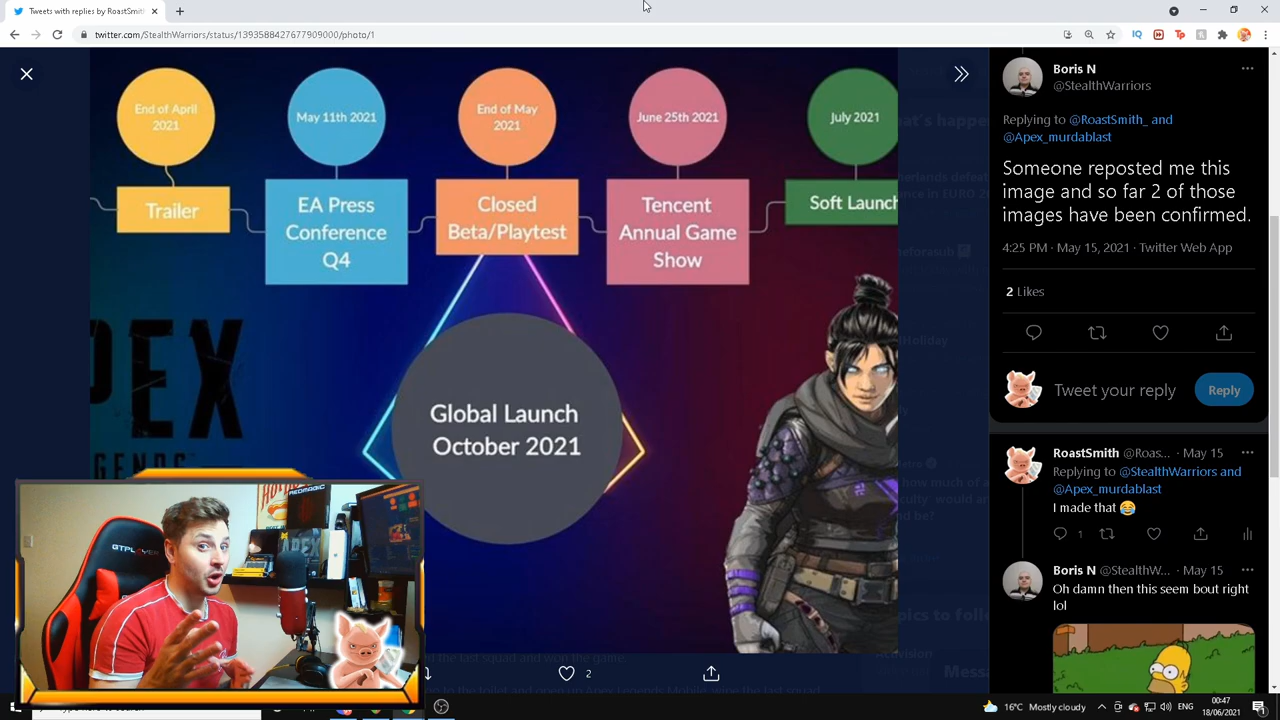 Tweets with replies by RoastSmith
twitter.com/StealthWarriors/status/1393588427677909000/photo/1
End of April
2021
May 11th 2021
End of May
2021
June 25th 2021
July 2021
Trailer
EA Press
Conference
Q4
Closed
Beta/Playtest
Tencent
Annual Game
Show
Soft Launch
Global Launch
October 2021
APEX
2
Boris N
@StealthWarriors
Replying to @RoastSmith_ and
@Apex_murdablast
Someone reposted me this
image and so far 2 of those
images have been confirmed.
4:25 PM · May 15, 2021 · Twitter Web App
2 Likes
Tweet your reply
Reply
RoastSmith @Roas... · May 15
Replying to @StealthWarriors and
@Apex_murdablast
I made that 😂
1
Boris N @StealthW... · May 15
Oh damn then this seem bout right
lol
16°C Mostly cloudy
ENG
00:47
18/06/2021